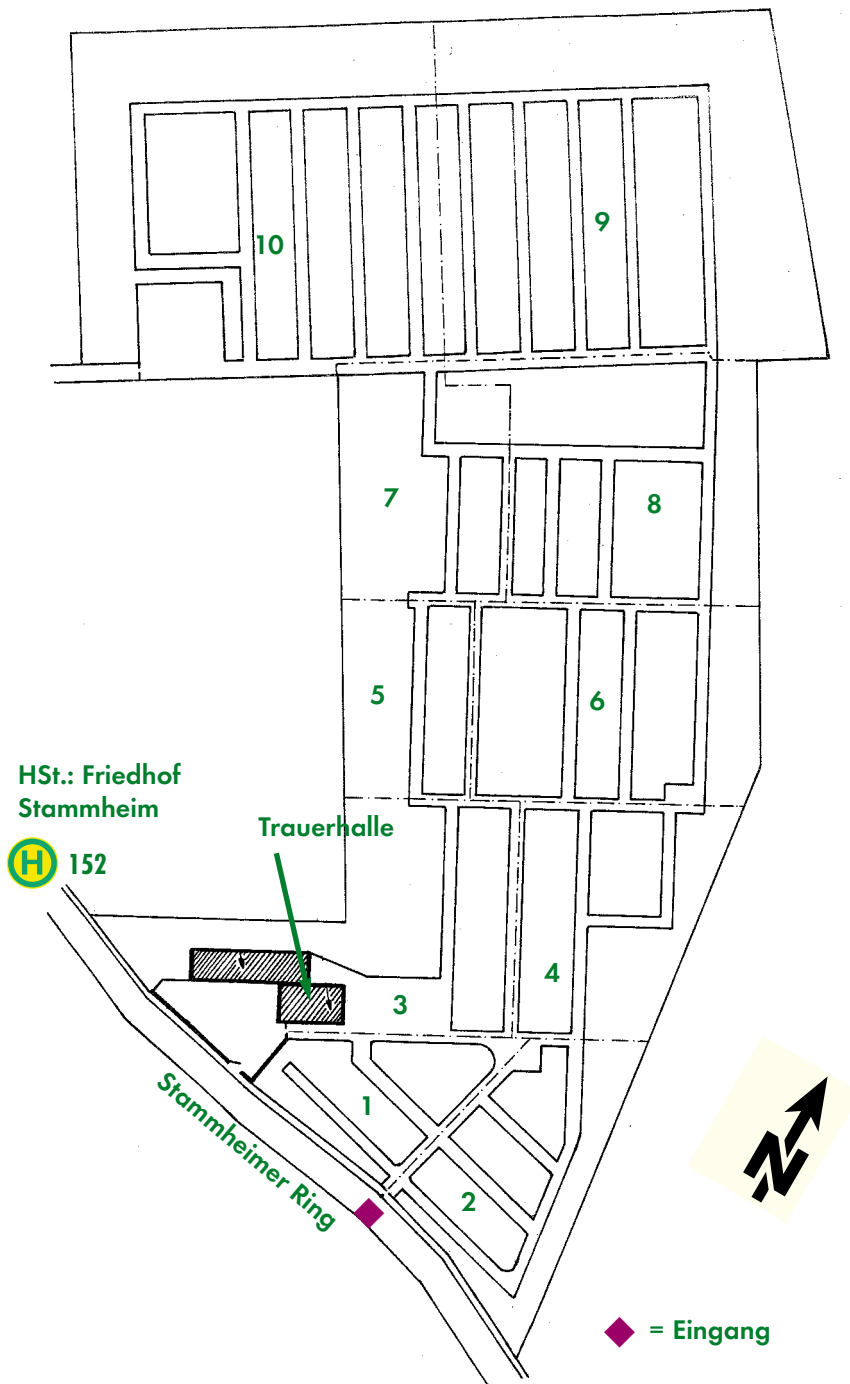 10
9
7
8
5
6
HSt.: Friedhof
Stammheim
H 152
Trauerhalle
4
3
1
2
Stammheimer Ring
N
= Eingang